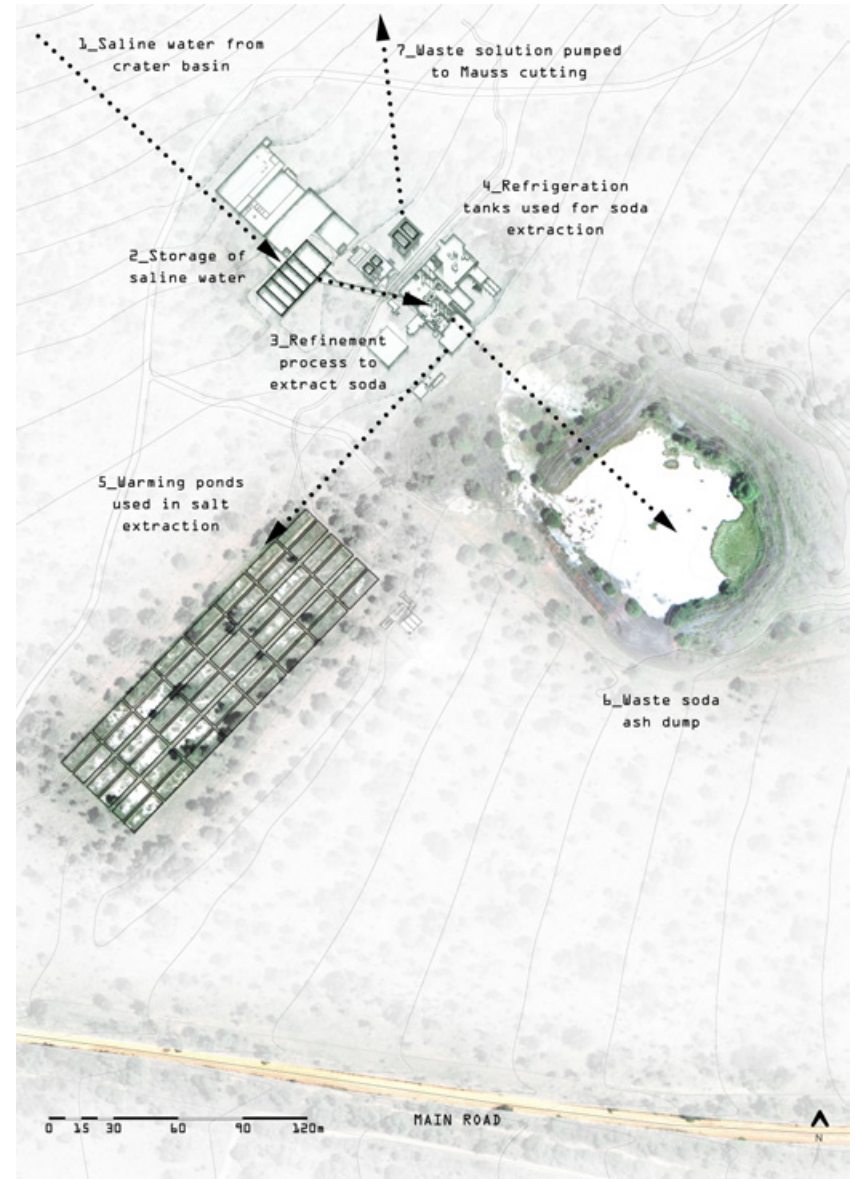 1_Saline water from
crater basin
7_Waste solution pumped
to Mauss cutting
4_Refrigeration
tanks used for soda
extraction
2_Storage of
saline water
3_Refinement
process to
extract soda
5_Warming ponds
used in salt
extraction
6_Waste soda
ash dump
MAIN ROAD
0 15 30 60 90 120m
N